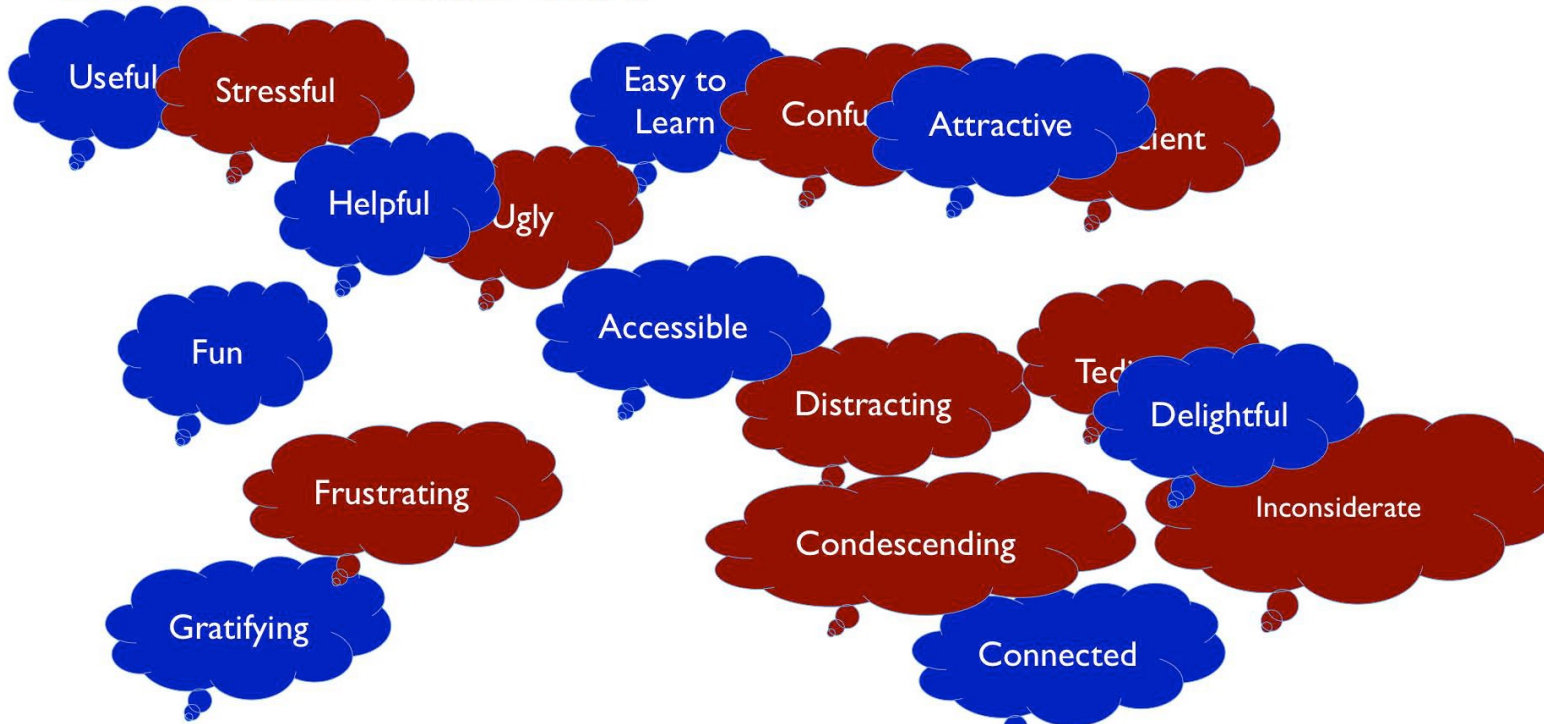 Useful
Stressful
Easy to
Learn
Attractive
Helpful
Ugly
Accessible
Fun
Distracting
Delightful
Frustrating
Inconsiderate
Condescending
Gratifying
Connected